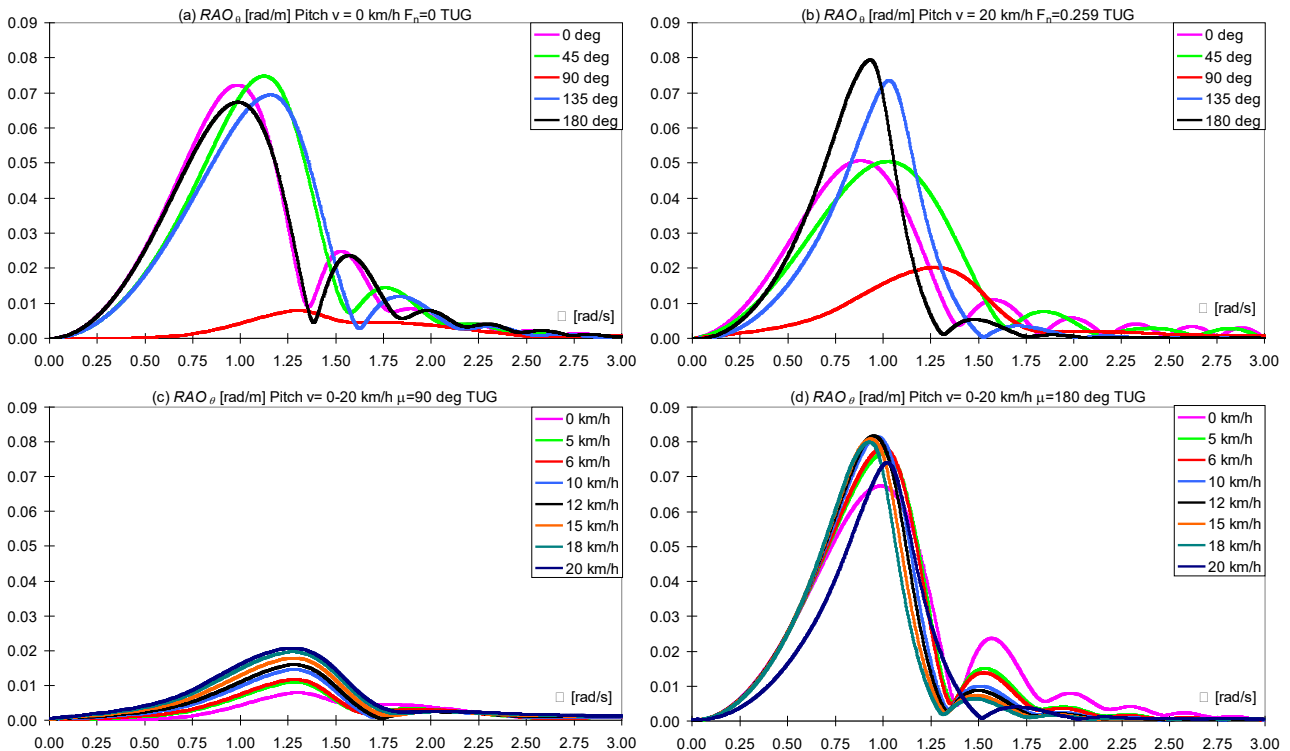 (a) RAO θ [rad/m] Pitch v = 0 km/h Fn=0 TUG
0.09
0.08
0.07
0.06
0.05
0.04
0.03
0.02
0.01
0.00
0 deg
45 deg
90 deg
135 deg
180 deg
□ [rad/s]
0.00 0.25 0.50 0.75 1.00 1.25 1.50 1.75 2.00 2.25 2.50 2.75 3.00
(b) RAO θ [rad/m] Pitch v = 20 km/h Fn=0.259 TUG
0.09
0.08
0.07
0.06
0.05
0.04
0.03
0.02
0.01
0.00
0 deg
45 deg
90 deg
135 deg
180 deg
□ [rad/s]
0.00 0.25 0.50 0.75 1.00 1.25 1.50 1.75 2.00 2.25 2.50 2.75 3.00
(c) RAO θ [rad/m] Pitch v= 0-20 km/h μ=90 deg TUG
0.09
0.08
0.07
0.06
0.05
0.04
0.03
0.02
0.01
0.00
0 km/h
5 km/h
6 km/h
10 km/h
12 km/h
15 km/h
18 km/h
20 km/h
□ [rad/s]
0.00 0.25 0.50 0.75 1.00 1.25 1.50 1.75 2.00 2.25 2.50 2.75 3.00
(d) RAO θ [rad/m] Pitch v= 0-20 km/h μ=180 deg TUG
0.09
0.08
0.07
0.06
0.05
0.04
0.03
0.02
0.01
0.00
0 km/h
5 km/h
6 km/h
10 km/h
12 km/h
15 km/h
18 km/h
20 km/h
□ [rad/s]
0.00 0.25 0.50 0.75 1.00 1.25 1.50 1.75 2.00 2.25 2.50 2.75 3.00